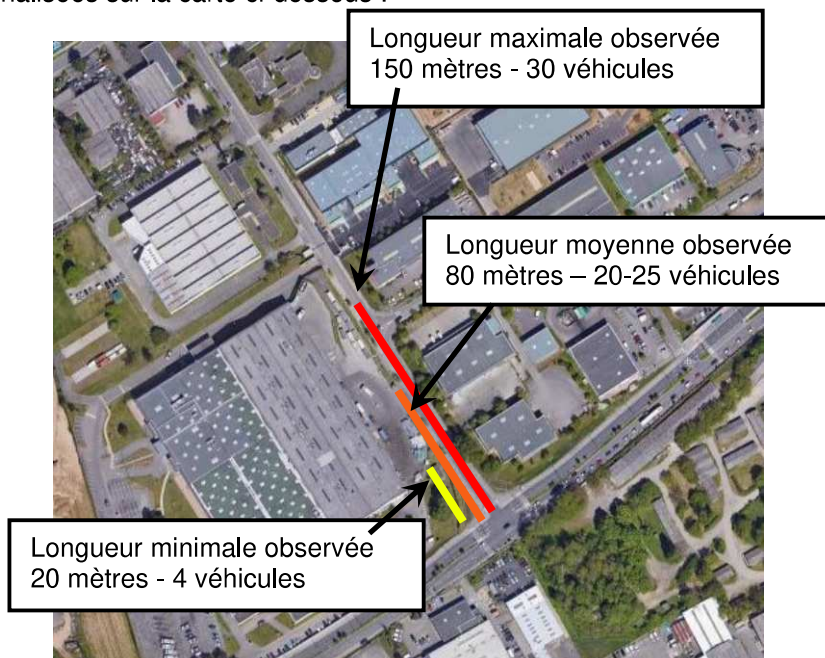 Longueur maximale observée
150 mètres - 30 véhicules
Longueur moyenne observée
80 mètres – 20-25 véhicules
Longueur minimale observée
20 mètres - 4 véhicules